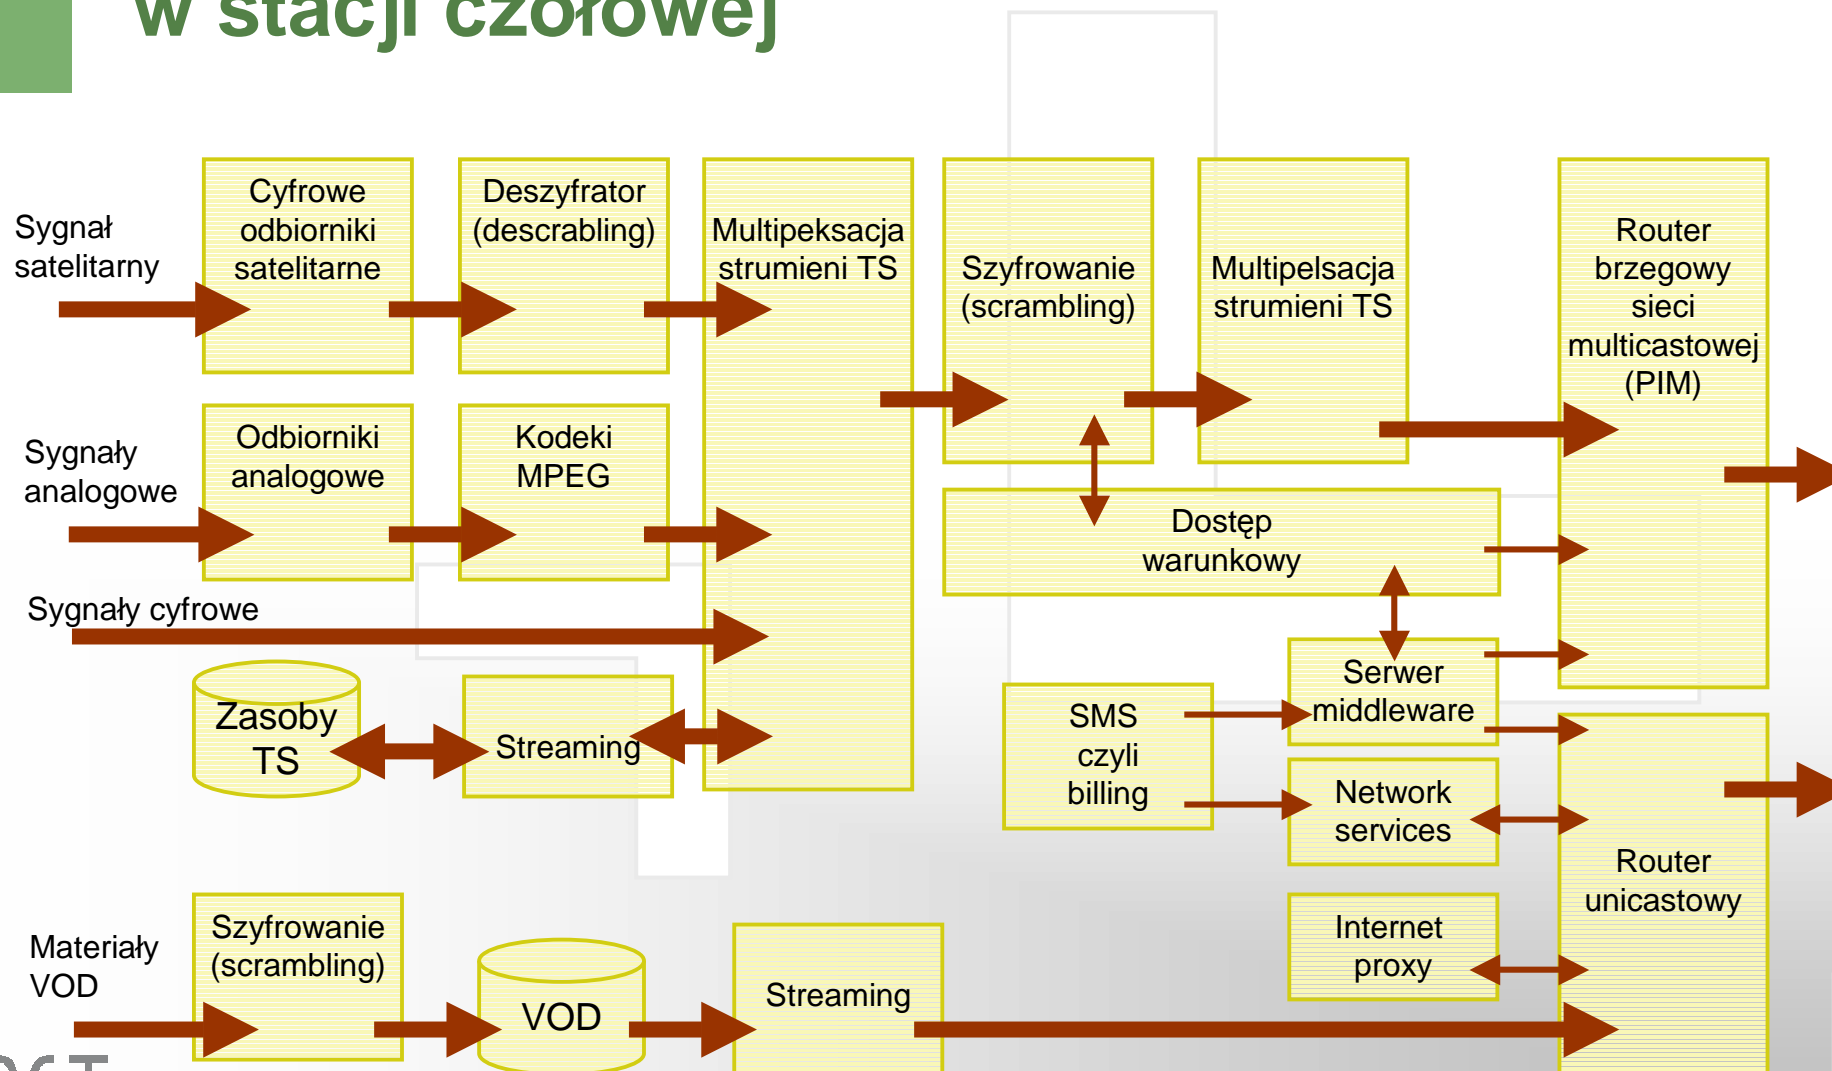 w stacji czołowej
Sygnał
satelitarny
Cyfrowe
odbiorniki
satelitarne
Deszyfrator
(descrabling)
Multipeksacja
strumieni TS
Szyfrowanie
(scrambling)
Multipelsacja
strumieni TS
Router
brzegowy
sieci
multicastowej
(PIM)
Sygnały
analogowe
Odbiorniki
analogowe
Kodeki
MPEG
Dostęp
warunkowy
Sygnały cyfrowe
Zasoby
TS
Streaming
SMS
czyli
billing
Serwer
middleware
Network
services
Internet
proxy
Router
unicastowy
Materiały
VOD
Szyfrowanie
(scrambling)
VOD
Streaming